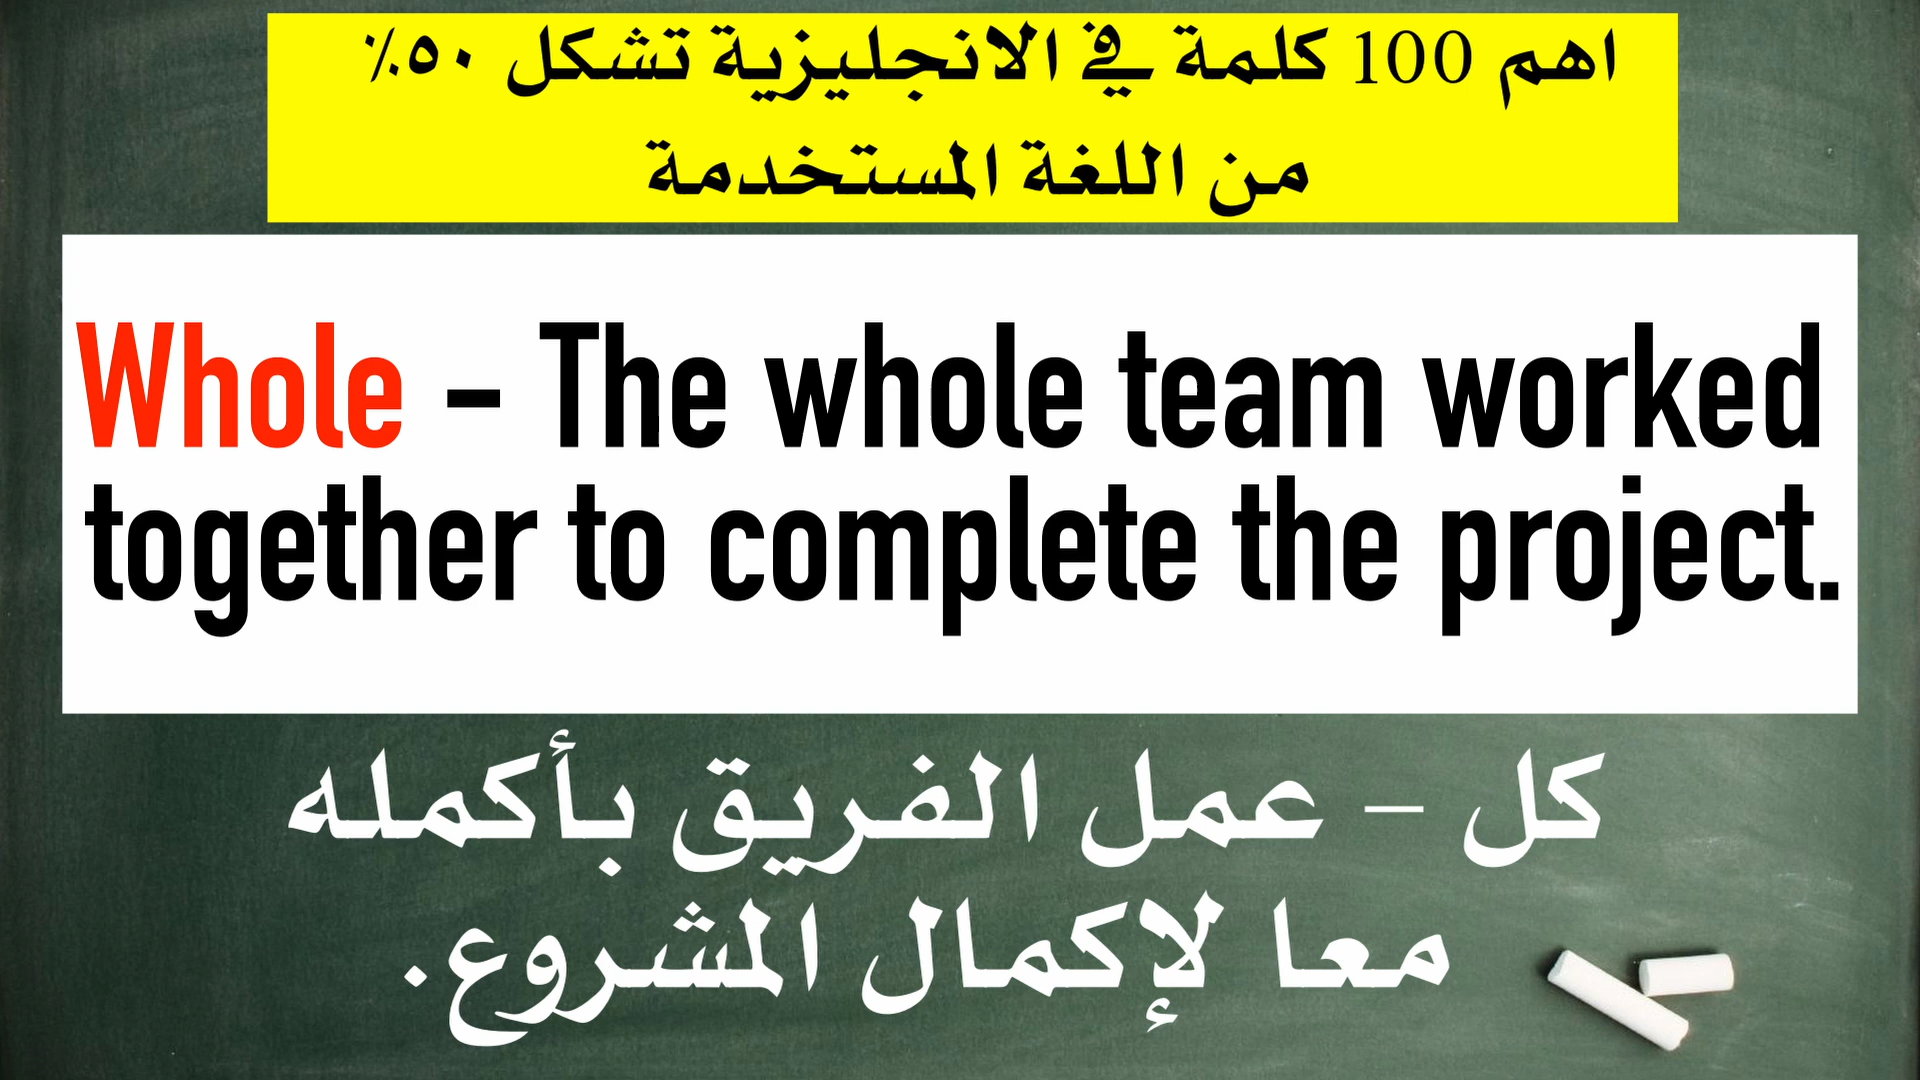 اهم 100 كلمة في الانجليزية تشكل ٥٠٪
من اللغة المستخدمة
Whole – The whole team worked
together to complete the project.
كل – عمل الفريق بأكمله
معا لإكمال المشروع.